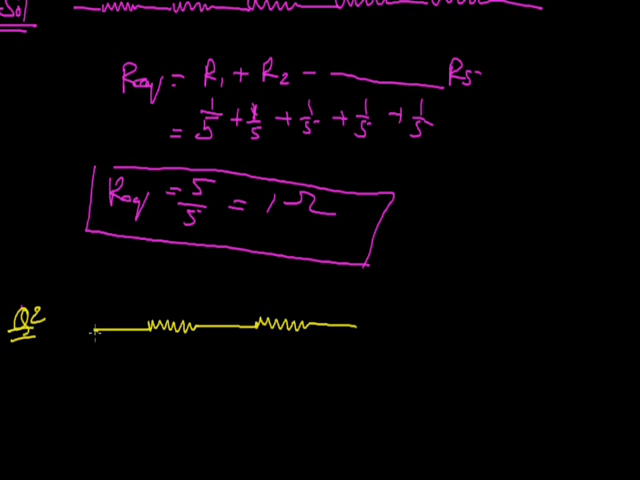 Sol
Req = R1 + R2 - ——— R5
= 1/5 + 1/5 + 1/5 + 1/5 + 1/5
Req = 5/5 = 1 Ω
Q2